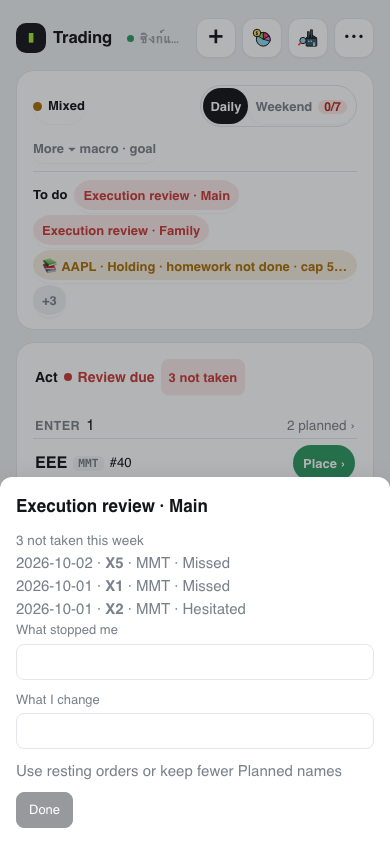 Trading
Mixed
Daily Weekend 0/7
More macro · goal
To do Execution review · Main
Execution review · Family
AAPL · Holding · homework not done · cap 5…
+3
Act Review due 3 not taken
ENTER 1 2 planned ›
EEE MMT #40 Place ›
Execution review · Main
3 not taken this week
2026-10-02 · X5 · MMT · Missed
2026-10-01 · X1 · MMT · Missed
2026-10-01 · X2 · MMT · Hesitated
What stopped me
What I change
Use resting orders or keep fewer Planned names
Done